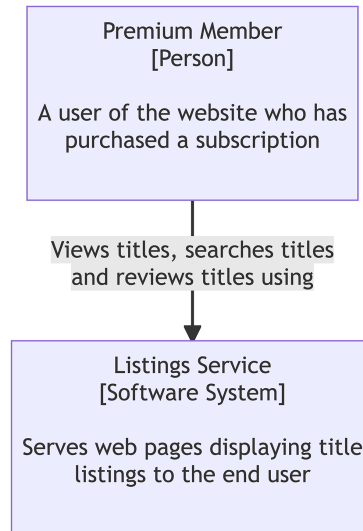 Premium Member
[Person]
A user of the website who has
purchased a subscription
Views titles, searches titles
and reviews titles using
Listings Service
[Software System]
Serves web pages displaying title
listings to the end user